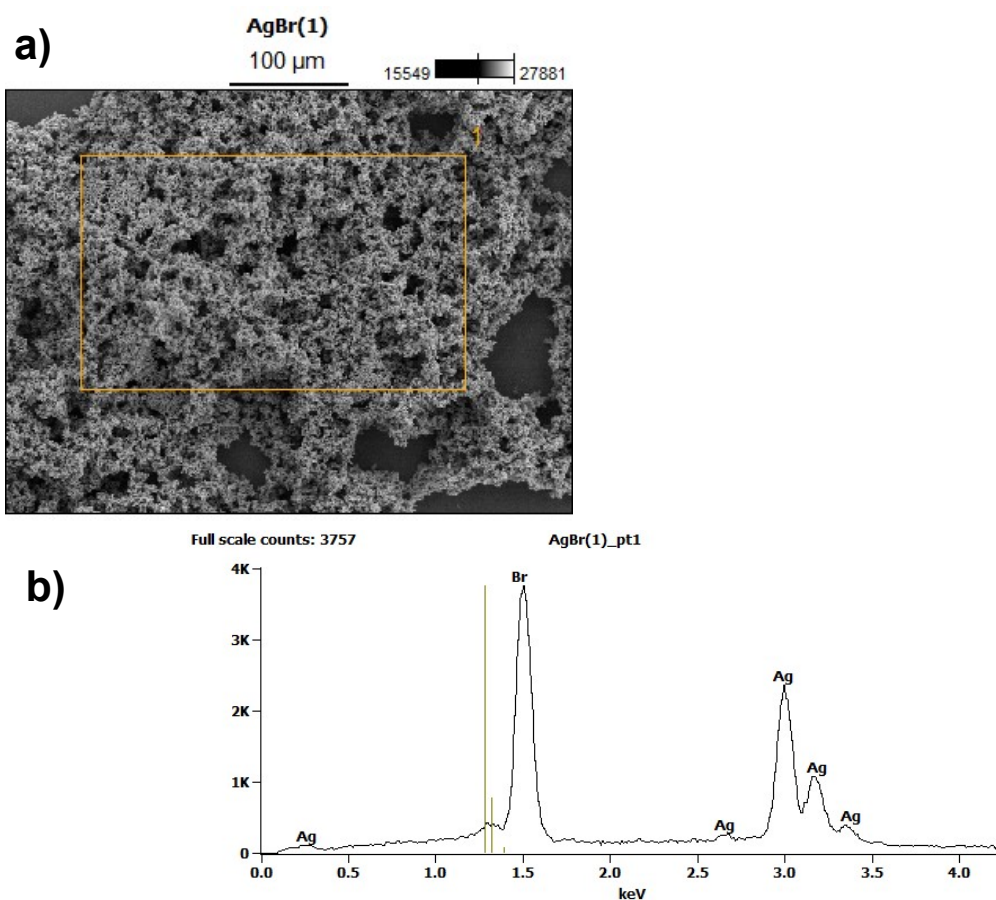 a)
AgBr(1)
100 µm
15549 27881
1
Full scale counts: 3757 AgBr(1)_pt1
b)
4K
3K
2K
1K
0
Br
Ag
Ag
Ag
Ag
Ag
0.0 0.5 1.0 1.5 2.0 2.5 3.0 3.5 4.0
keV